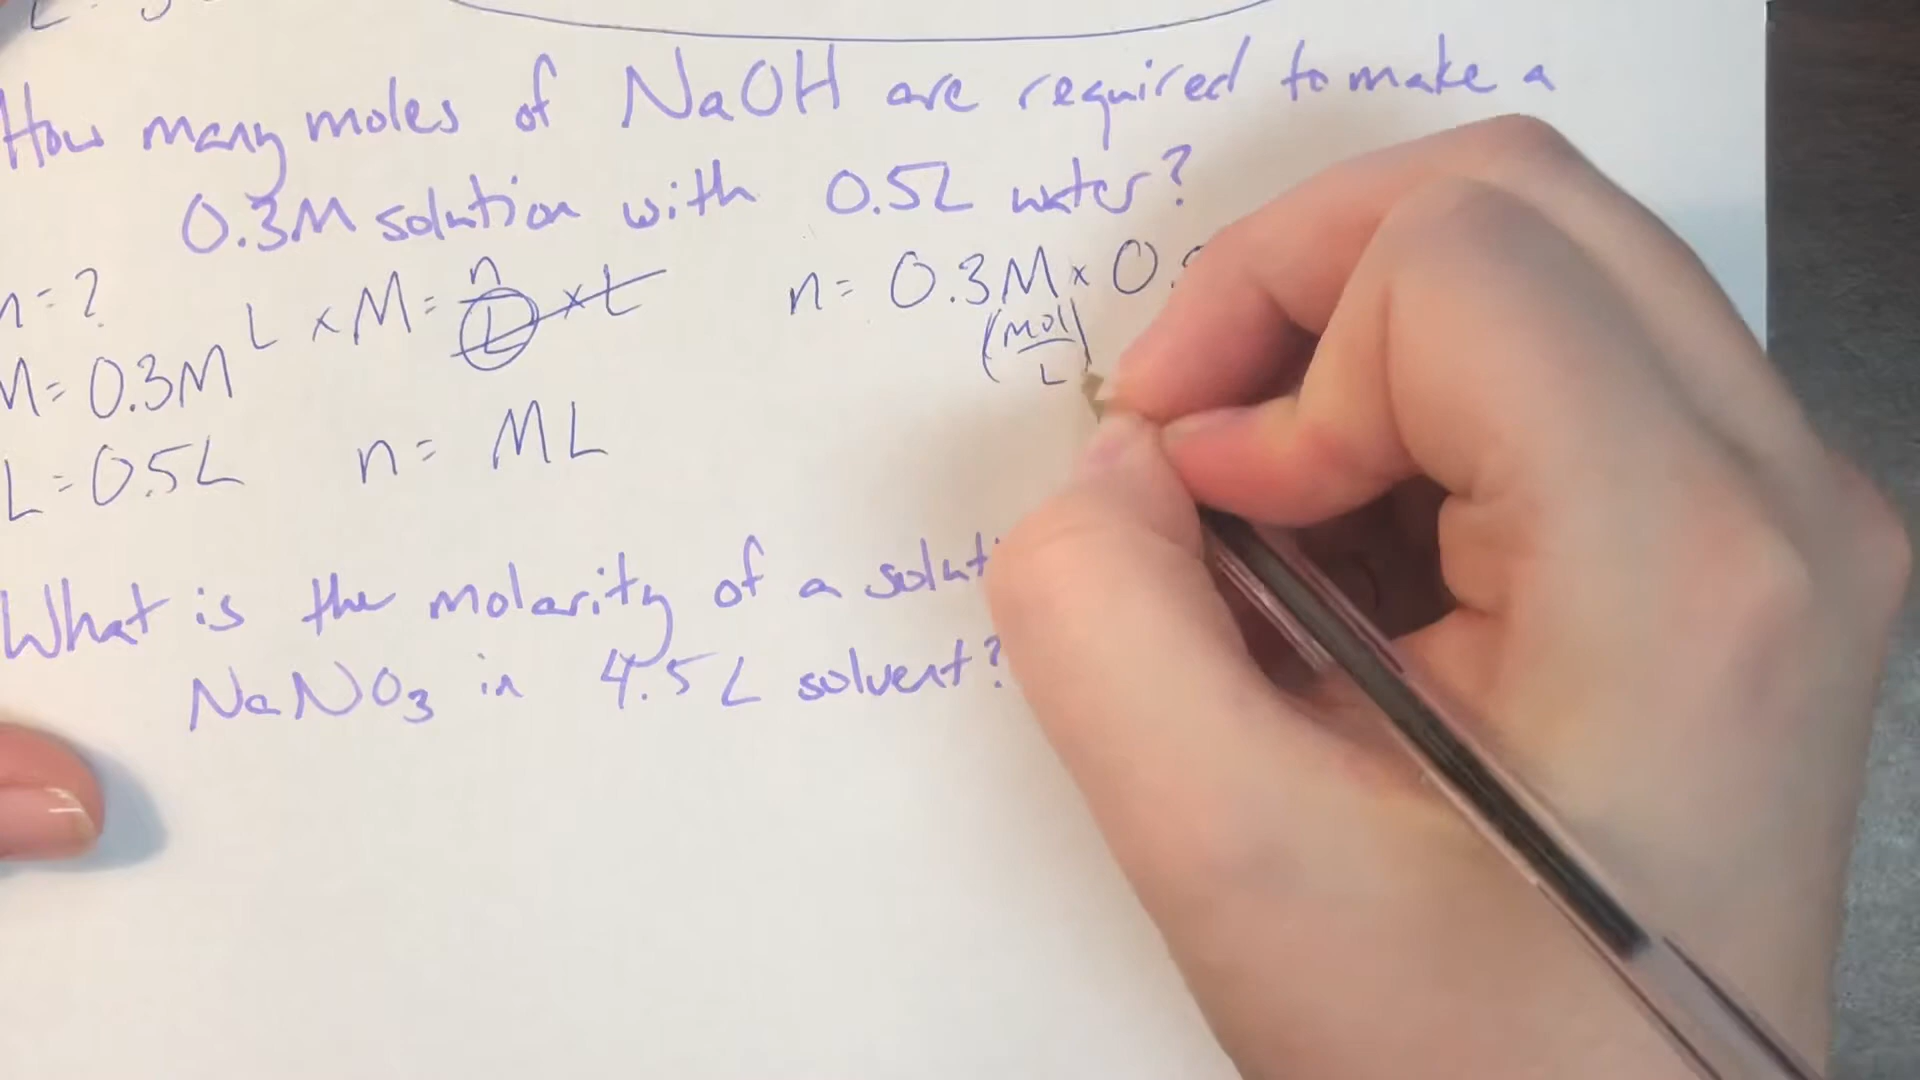 How many moles of NaOH are required to make a
0.3M solution with 0.5L water?
n = ?
L × M = n/L × L
n = 0.3M × 0.
(mol/L)
M = 0.3M
L = 0.5L
n = ML
What is the molarity of a
NaNO3 in 4.5L solvent?